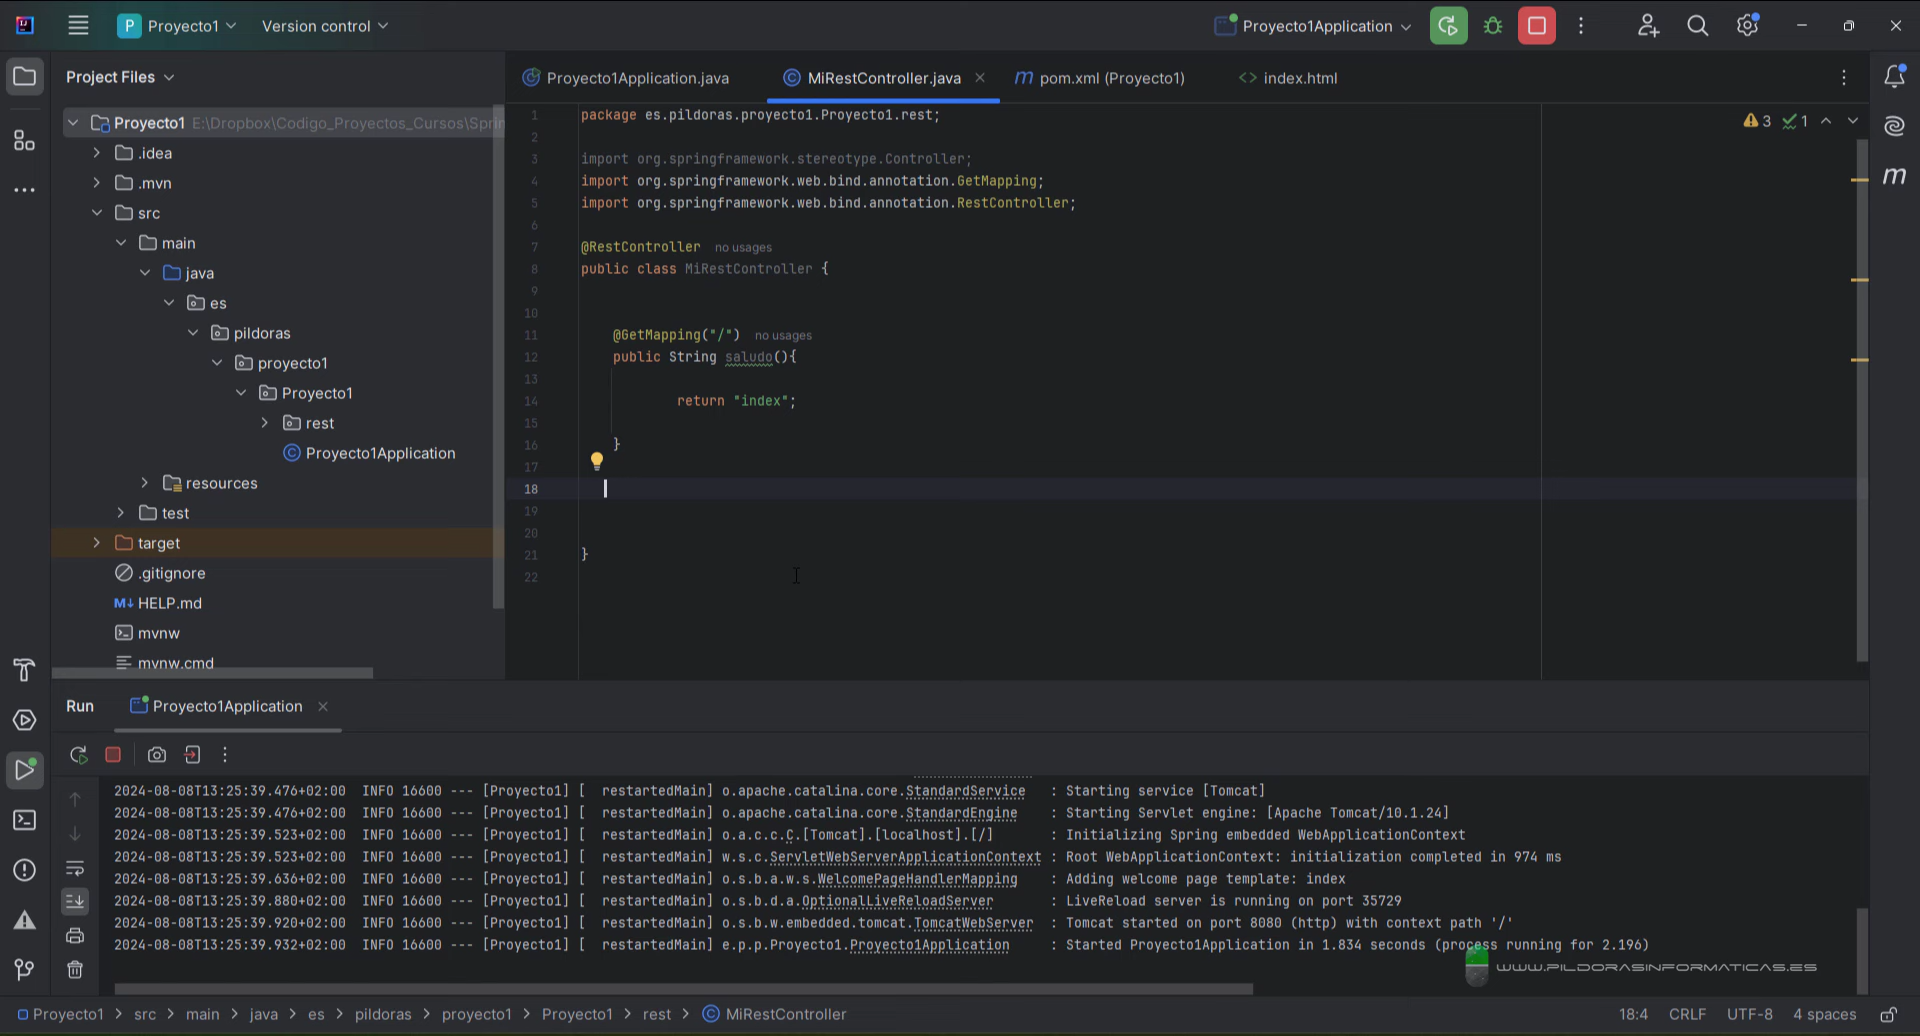 Proyecto1
Version control
Proyecto1Application
Project Files
Proyecto1 E:\Dropbox\Codigo_Proyectos_Cursos\Sprin
.idea
.mvn
src
main
java
es
pildoras
proyecto1
Proyecto1
rest
Proyecto1Application
resources
test
target
.gitignore
HELP.md
mvnw
mvnw.cmd
Proyecto1Application.java
MiRestController.java
pom.xml (Proyecto1)
index.html
3
1
1 package es.pildoras.proyecto1.Proyecto1.rest;
2
3 import org.springframework.stereotype.Controller;
4 import org.springframework.web.bind.annotation.GetMapping;
5 import org.springframework.web.bind.annotation.RestController;
6
7 @RestController no usages
8 public class MiRestController {
9
10
11 @GetMapping("/") no usages
12 public String saludo(){
13
14 return "index";
15
16 }
17
18
19
20
21 }
22
Run
Proyecto1Application
2024-08-08T13:25:39.476+02:00 INFO 16600 --- [Proyecto1] [ restartedMain] o.apache.catalina.core.StandardService : Starting service [Tomcat]
2024-08-08T13:25:39.476+02:00 INFO 16600 --- [Proyecto1] [ restartedMain] o.apache.catalina.core.StandardEngine : Starting Servlet engine: [Apache Tomcat/10.1.24]
2024-08-08T13:25:39.523+02:00 INFO 16600 --- [Proyecto1] [ restartedMain] o.a.c.c.C.[Tomcat].[localhost].[/] : Initializing Spring embedded WebApplicationContext
2024-08-08T13:25:39.523+02:00 INFO 16600 --- [Proyecto1] [ restartedMain] w.s.c.ServletWebServerApplicationContext : Root WebApplicationContext: initialization completed in 974 ms
2024-08-08T13:25:39.636+02:00 INFO 16600 --- [Proyecto1] [ restartedMain] o.s.b.a.w.s.WelcomePageHandlerMapping : Adding welcome page template: index
2024-08-08T13:25:39.880+02:00 INFO 16600 --- [Proyecto1] [ restartedMain] o.s.b.d.a.OptionalLiveReloadServer : LiveReload server is running on port 35729
2024-08-08T13:25:39.920+02:00 INFO 16600 --- [Proyecto1] [ restartedMain] o.s.b.w.embedded.tomcat.TomcatWebServer : Tomcat started on port 8080 (http) with context path '/'
2024-08-08T13:25:39.932+02:00 INFO 16600 --- [Proyecto1] [ restartedMain] e.p.p.Proyecto1.Proyecto1Application : Started Proyecto1Application in 1.834 seconds (process running for 2.196)
WWW.PILDORASINFORMATICAS.ES
Proyecto1 > src > main > java > es > pildoras > proyecto1 > Proyecto1 > rest > MiRestController
18:4 CRLF UTF-8 4 spaces